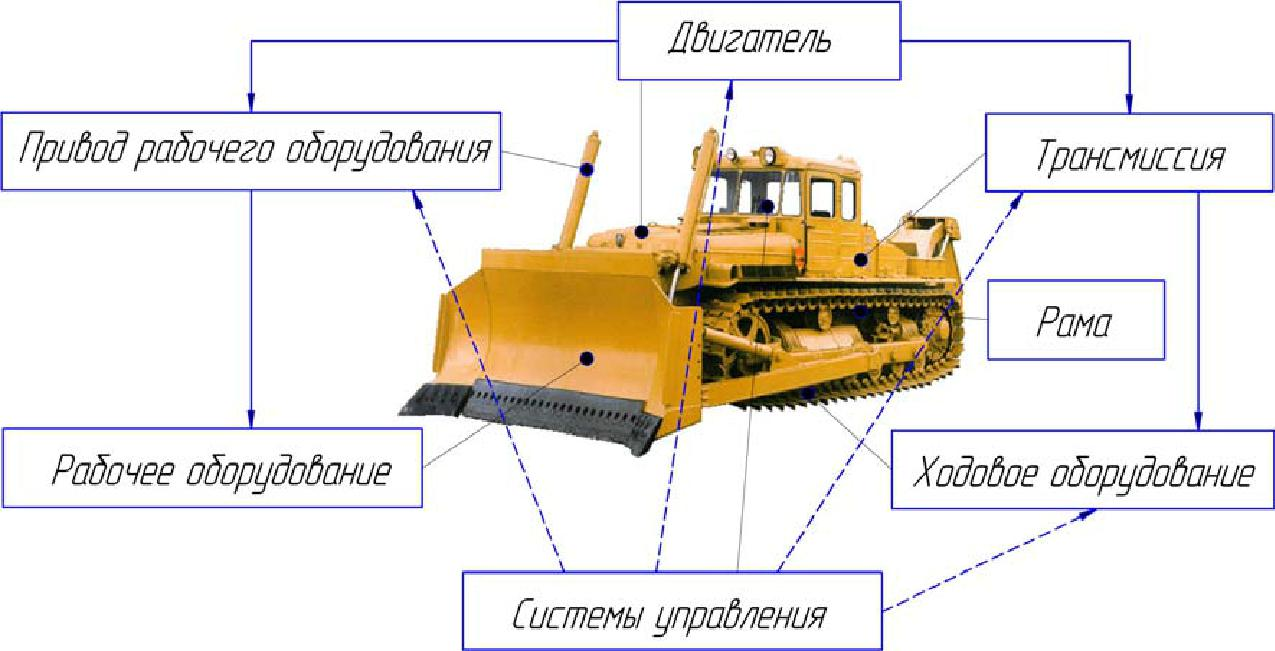 Двигатель
Привод рабочего оборудования
Трансмиссия
Рама
Рабочее оборудование
Ходовое оборудование
Системы управления